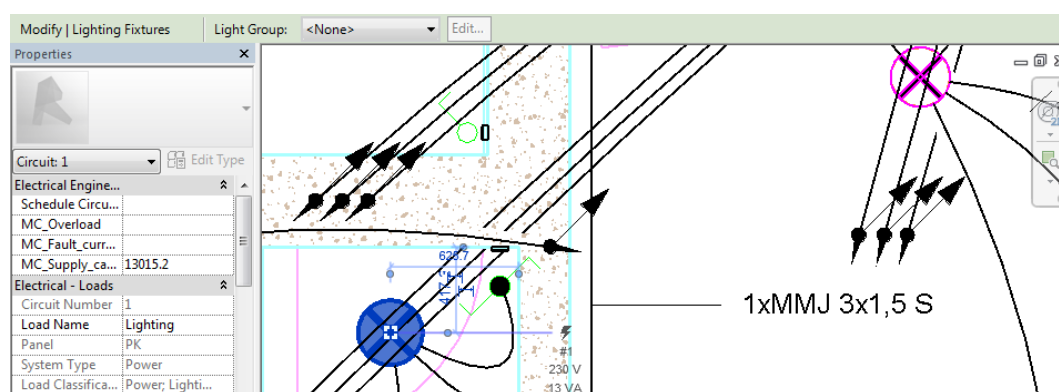 Modify | Lighting Fixtures Light Group: <None> Edit...
Properties
Circuit: 1 Edit Type
Electrical Engine...
Schedule Circu...
MC_Overload
MC_Fault_curr...
MC_Supply_ca... 13015.2
Electrical - Loads
Circuit Number 1
Load Name Lighting
Panel PK
System Type Power
Load Classifica... Power; Lighti...
1xMMJ 3x1,5 S
#1
230 V
13 VA